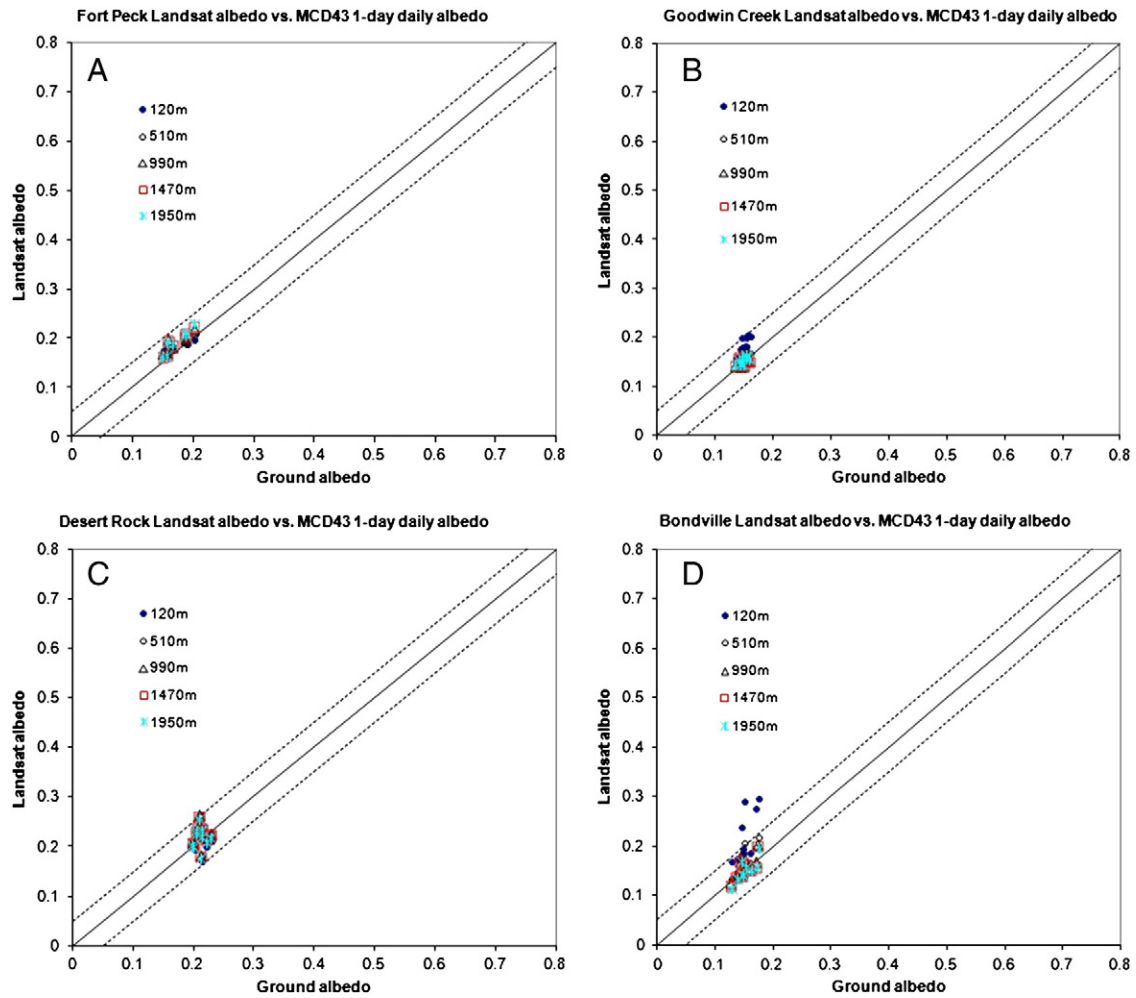 Fort Peck Landsat albedo vs. MCD43 1-day daily albedo
A
120m
510m
990m
1470m
1950m
0.8
0.7
0.6
0.5
0.4
0.3
0.2
0.1
0
Landsat albedo
0 0.1 0.2 0.3 0.4 0.5 0.6 0.7 0.8
Ground albedo
Goodwin Creek Landsat albedo vs. MCD43 1-day daily albedo
B
120m
510m
990m
1470m
1950m
0.8
0.7
0.6
0.5
0.4
0.3
0.2
0.1
0
Landsat albedo
0 0.1 0.2 0.3 0.4 0.5 0.6 0.7 0.8
Ground albedo
Desert Rock Landsat albedo vs. MCD43 1-day daily albedo
C
120m
510m
990m
1470m
1950m
0.8
0.7
0.6
0.5
0.4
0.3
0.2
0.1
0
Landsat albedo
0 0.1 0.2 0.3 0.4 0.5 0.6 0.7 0.8
Ground albedo
Bondville Landsat albedo vs. MCD43 1-day daily albedo
D
120m
510m
990m
1470m
1950m
0.8
0.7
0.6
0.5
0.4
0.3
0.2
0.1
0
Landsat albedo
0 0.1 0.2 0.3 0.4 0.5 0.6 0.7 0.8
Ground albedo